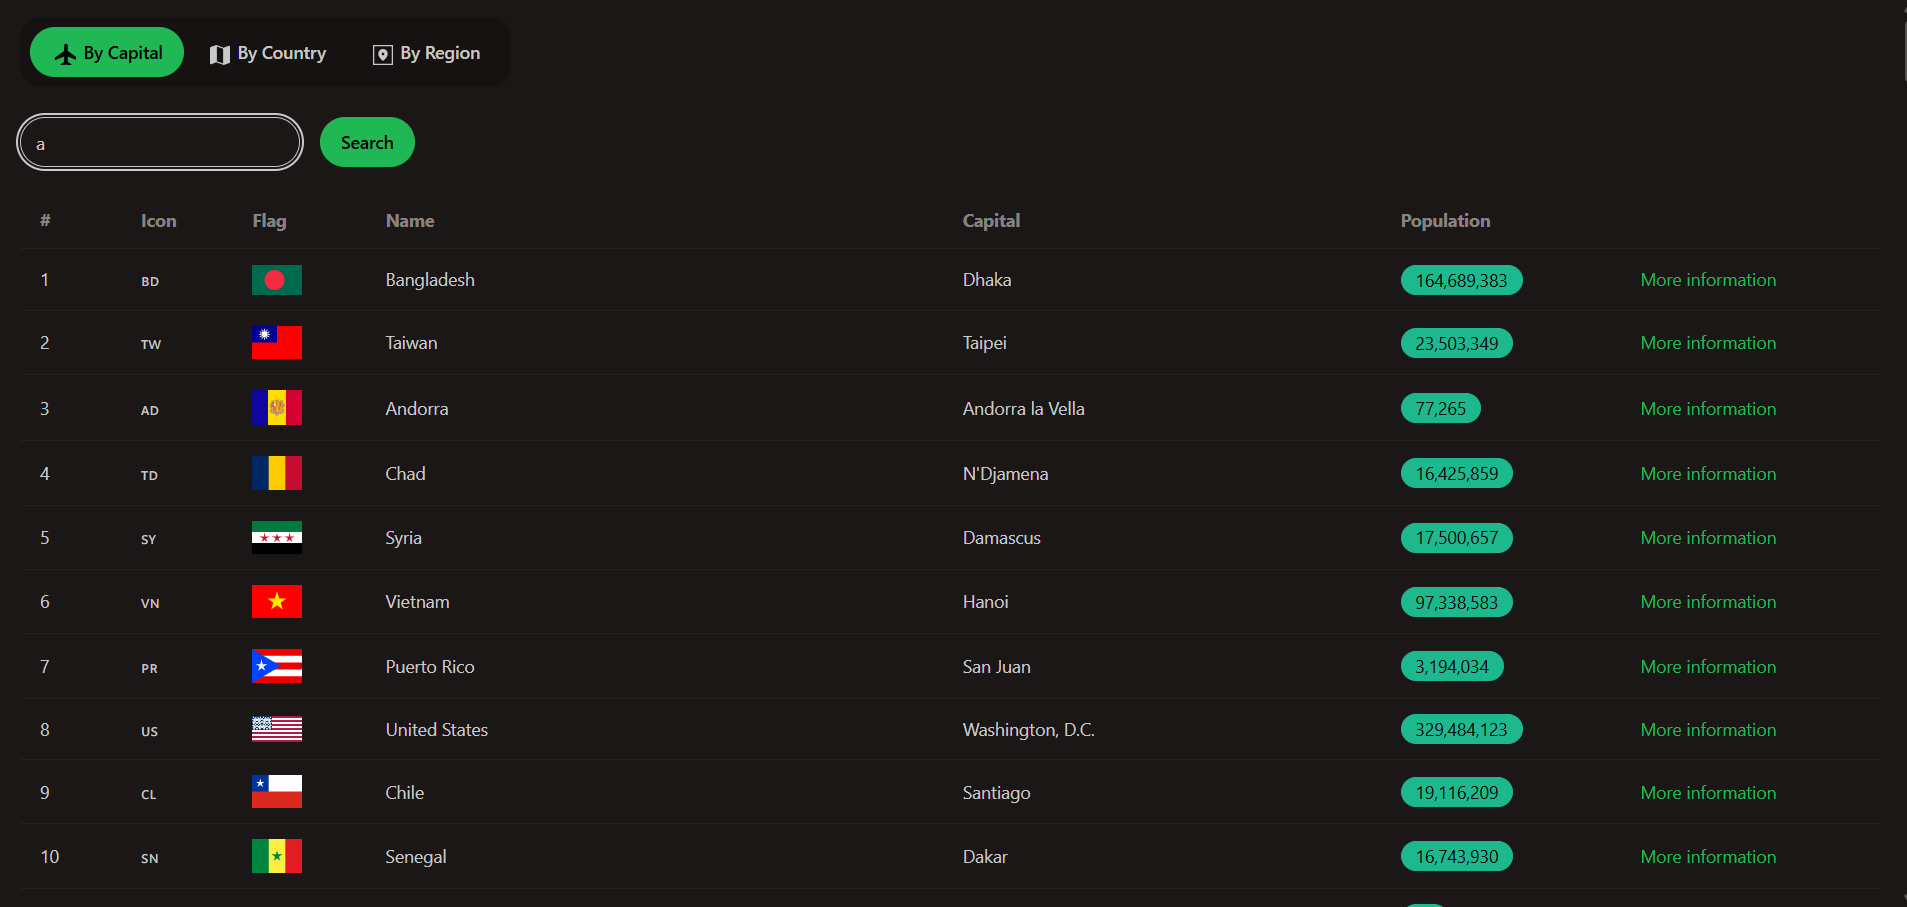 By Capital By Country By Region
a Search
# Icon Flag Name Capital Population
1 BD Bangladesh Dhaka 164,689,383 More information
2 TW Taiwan Taipei 23,503,349 More information
3 AD Andorra Andorra la Vella 77,265 More information
4 TD Chad N'Djamena 16,425,859 More information
5 SY Syria Damascus 17,500,657 More information
6 VN Vietnam Hanoi 97,338,583 More information
7 PR Puerto Rico San Juan 3,194,034 More information
8 US United States Washington, D.C. 329,484,123 More information
9 CL Chile Santiago 19,116,209 More information
10 SN Senegal Dakar 16,743,930 More information